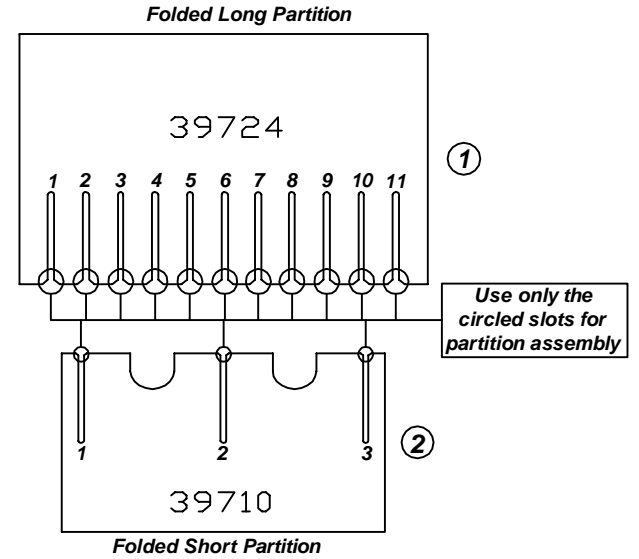 Folded Long Partition
39724
1
1 2 3 4 5 6 7 8 9 10 11
Use only the
circled slots for
partition assembly
1 2 3
2
39710
Folded Short Partition